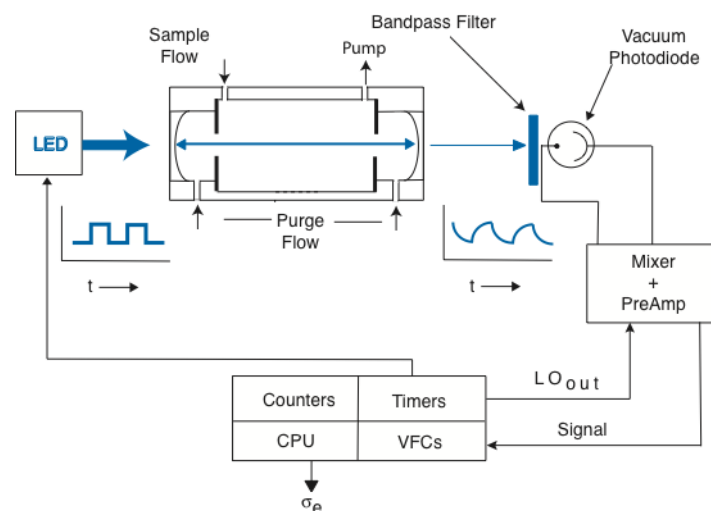 Bandpass Filter
Sample
Flow
Pump
Vacuum
Photodiode
LED
Purge
Flow
t
t
Mixer
+
PreAmp
LOout
Counters
Timers
CPU
VFCs
Signal
σe